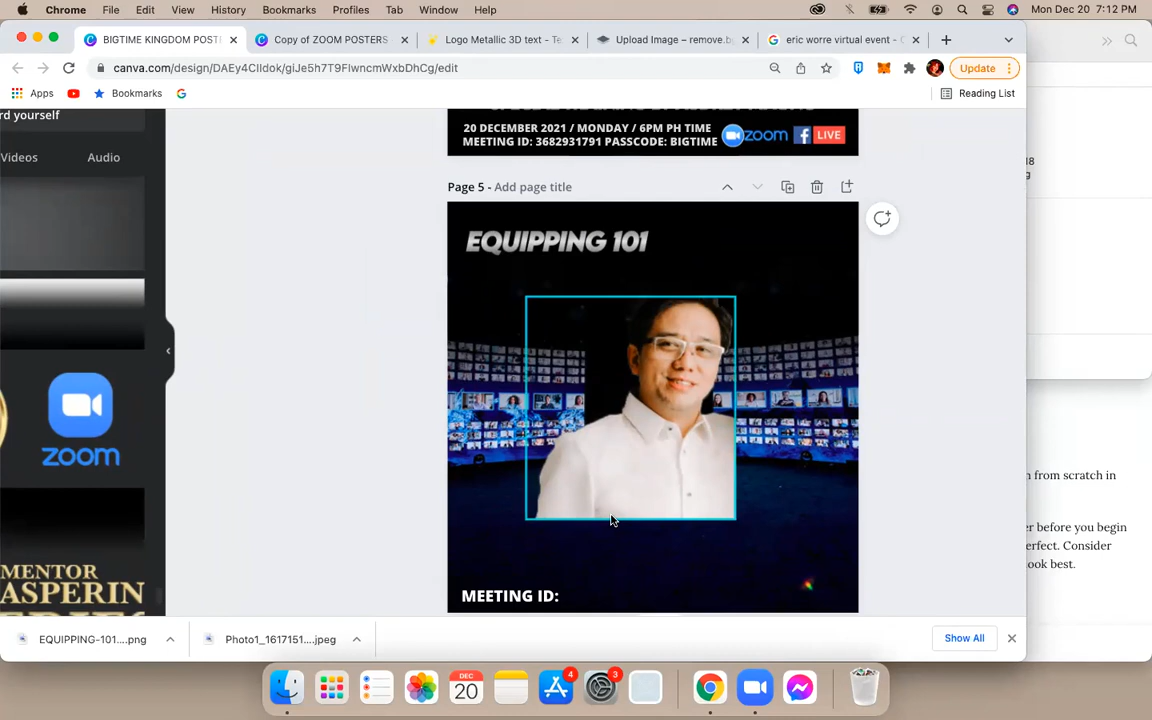 Chrome File Edit View History Bookmarks Profiles Tab Window Help Mon Dec 20 7:12 PM
BIGTIME KINGDOM POST Copy of ZOOM POSTERS Logo Metallic 3D text - Te Upload Image – remove.b eric worre virtual event -
canva.com/design/DAEy4CIIdok/giJe5h7T9FlwncmWxbDhCg/edit Update
Apps Bookmarks Reading List
rd yourself
20 DECEMBER 2021 / MONDAY / 6PM PH TIME
MEETING ID: 3682931791 PASSCODE: BIGTIME zoom f LIVE
Videos Audio
18
g
Page 5 - Add page title
EQUIPPING 101
zoom
n from scratch in
er before you begin
erfect. Consider
ook best.
MENTOR
ASPERIN
MEETING ID:
EQUIPPING-101....png Photo1_1617151....jpeg Show All
DEC
20
4
3